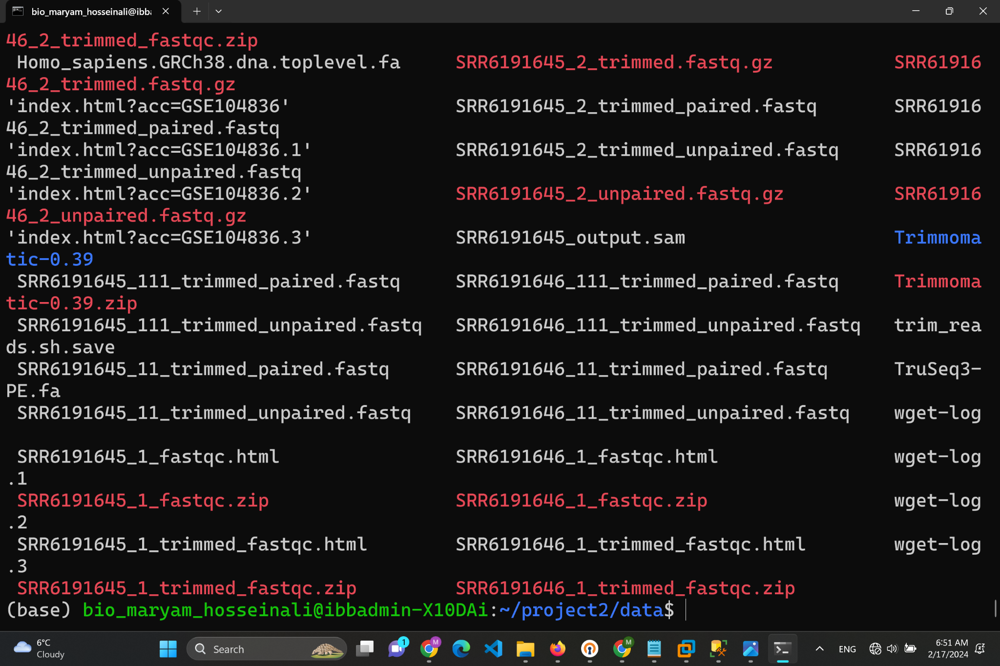 bio_maryam_hosseinali@ibb
46_2_trimmed_fastqc.zip
Homo_sapiens.GRCh38.dna.toplevel.fa SRR6191645_2_trimmed.fastq.gz SRR61916
46_2_trimmed.fastq.gz
'index.html?acc=GSE104836' SRR6191645_2_trimmed_paired.fastq SRR61916
46_2_trimmed_paired.fastq
'index.html?acc=GSE104836.1' SRR6191645_2_trimmed_unpaired.fastq SRR61916
46_2_trimmed_unpaired.fastq
'index.html?acc=GSE104836.2' SRR6191645_2_unpaired.fastq.gz SRR61916
46_2_unpaired.fastq.gz
'index.html?acc=GSE104836.3' SRR6191645_output.sam Trimmoma
tic-0.39
SRR6191645_111_trimmed_paired.fastq SRR6191646_111_trimmed_paired.fastq Trimmoma
tic-0.39.zip
SRR6191645_111_trimmed_unpaired.fastq SRR6191646_111_trimmed_unpaired.fastq trim_rea
ds.sh.save
SRR6191645_11_trimmed_paired.fastq SRR6191646_11_trimmed_paired.fastq TruSeq3-
PE.fa
SRR6191645_11_trimmed_unpaired.fastq SRR6191646_11_trimmed_unpaired.fastq wget-log
SRR6191645_1_fastqc.html SRR6191646_1_fastqc.html wget-log
.1
SRR6191645_1_fastqc.zip SRR6191646_1_fastqc.zip wget-log
.2
SRR6191645_1_trimmed_fastqc.html SRR6191646_1_trimmed_fastqc.html wget-log
.3
SRR6191645_1_trimmed_fastqc.zip SRR6191646_1_trimmed_fastqc.zip
(base) bio_maryam_hosseinali@ibbadmin-X10DAi:~/project2/data$
6°C
Cloudy
Search
1
M
M
ENG
6:51 AM
2/17/2024